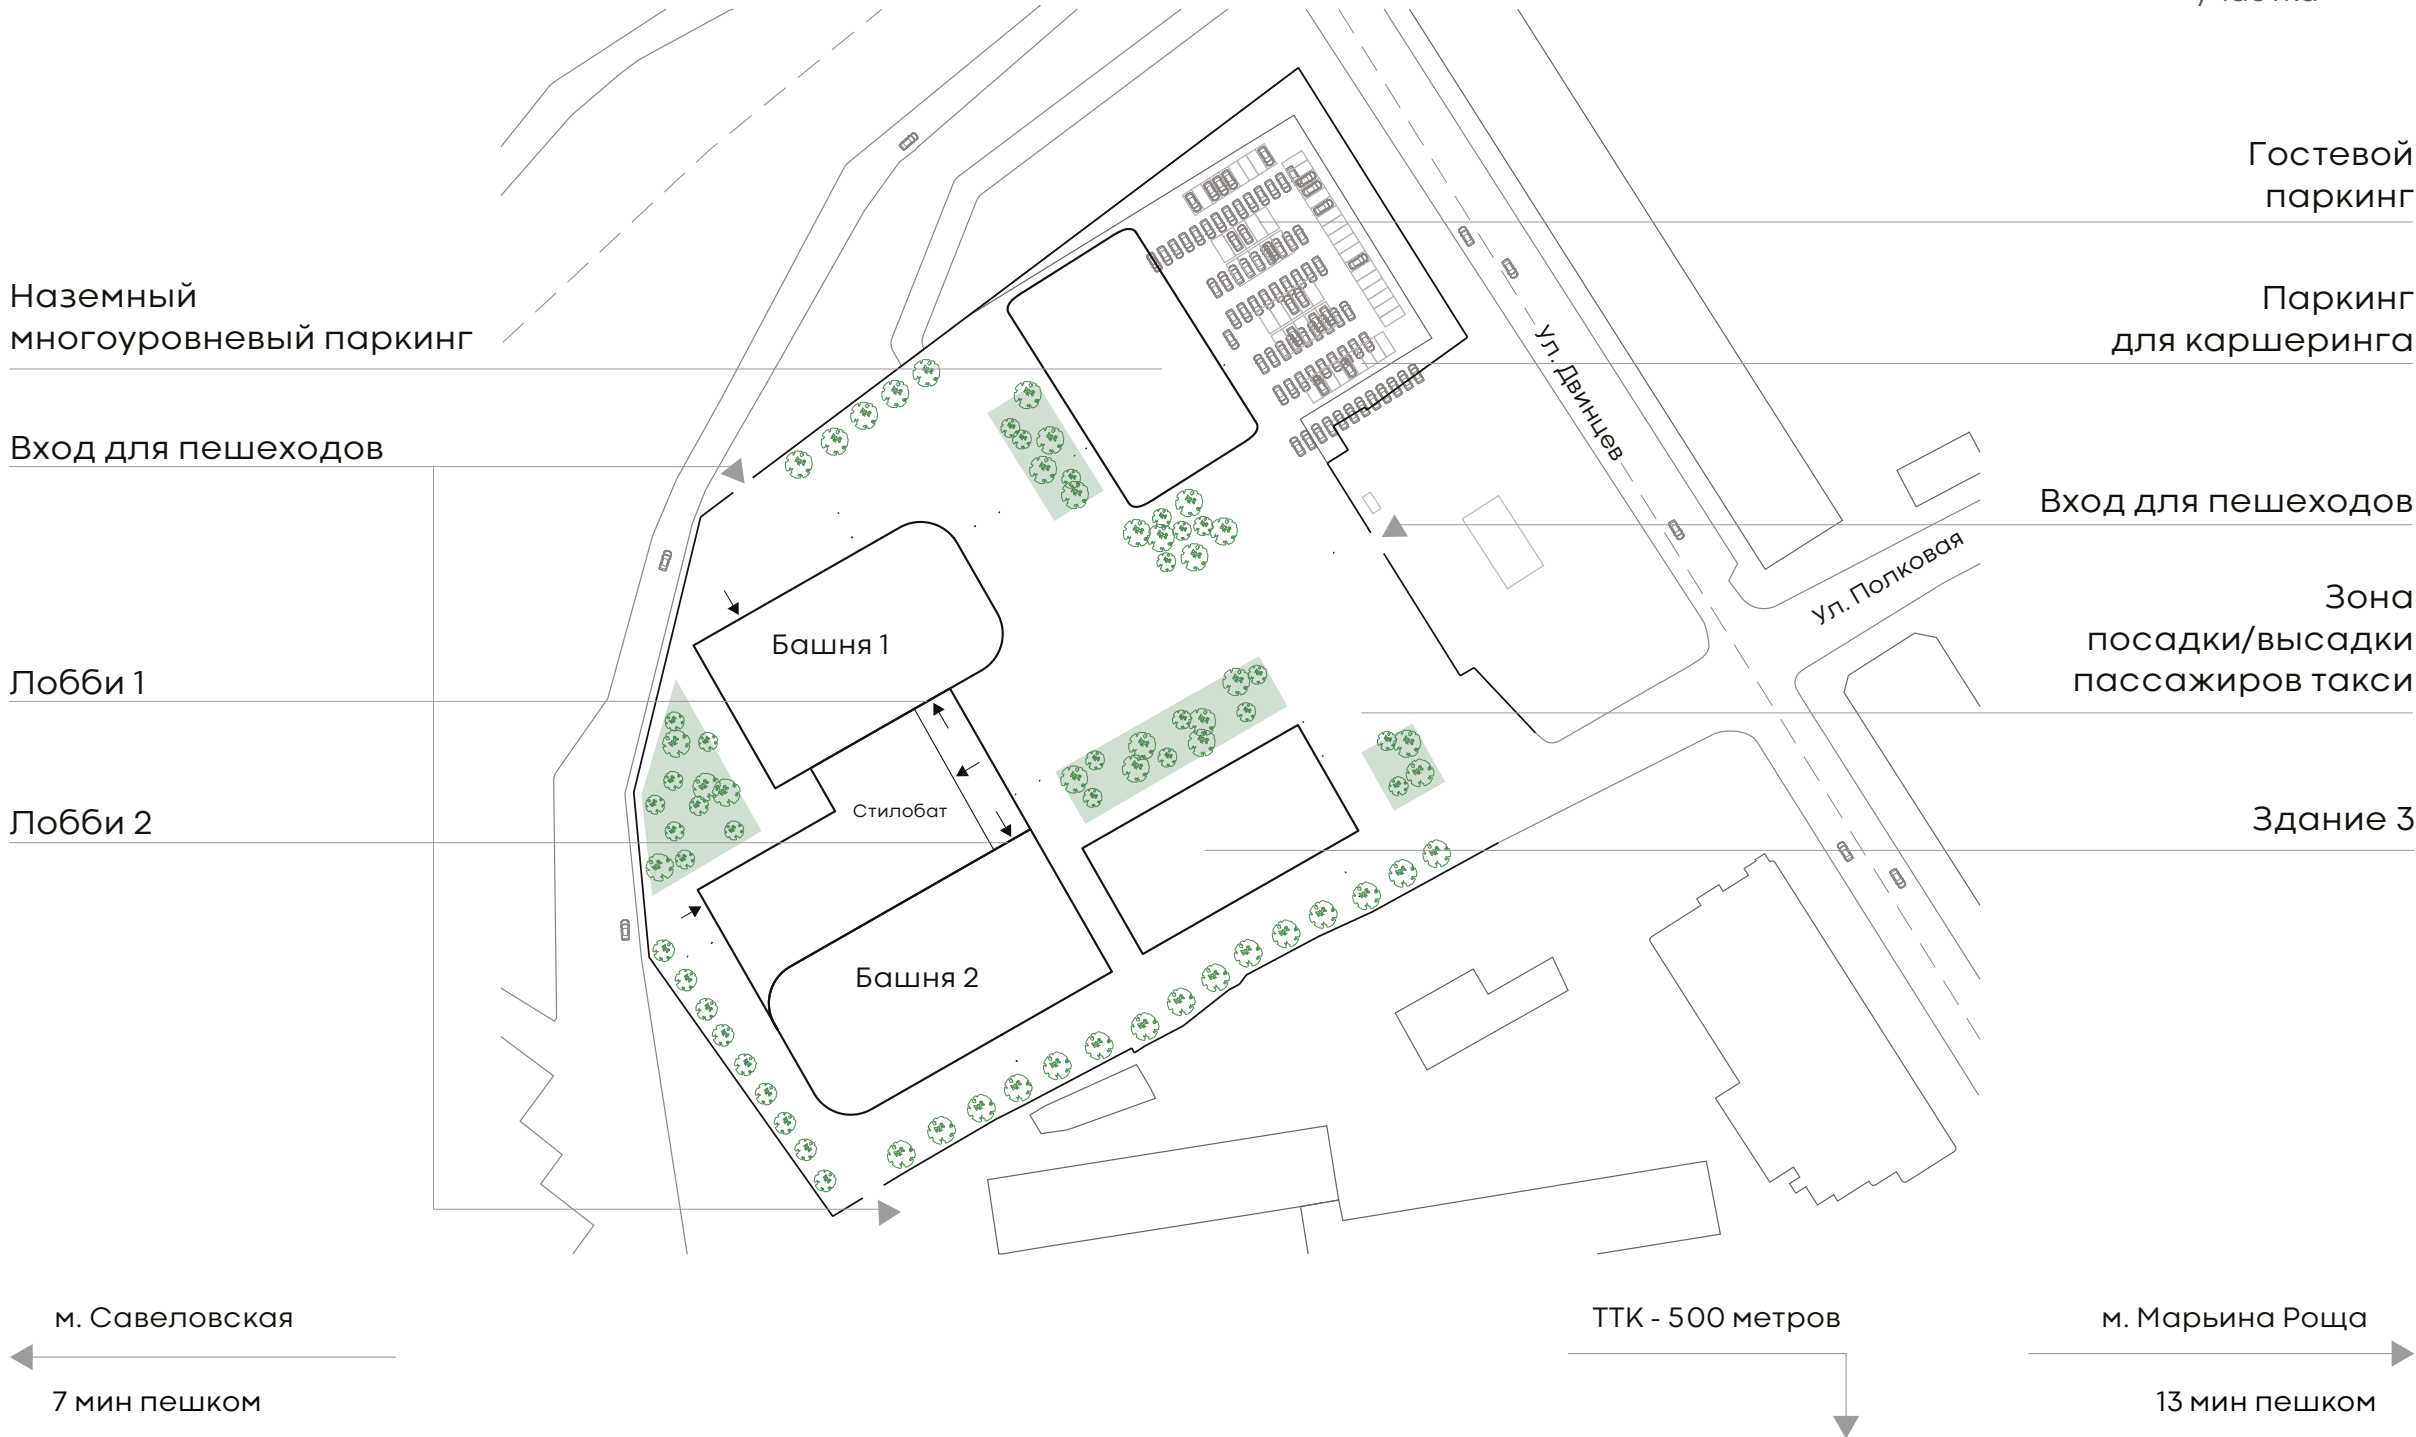 Гостевой
паркинг
Наземный
многоуровневый паркинг
Паркинг
для каршеринга
Ул. Двинцев
Вход для пешеходов
Вход для пешеходов
Ул. Полковая
Зона
посадки/высадки
пассажиров такси
Башня 1
Лобби 1
Стилобат
Лобби 2
Здание 3
Башня 2
м. Савеловская
7 мин пешком
ТТК - 500 метров
м. Марьина Роща
13 мин пешком